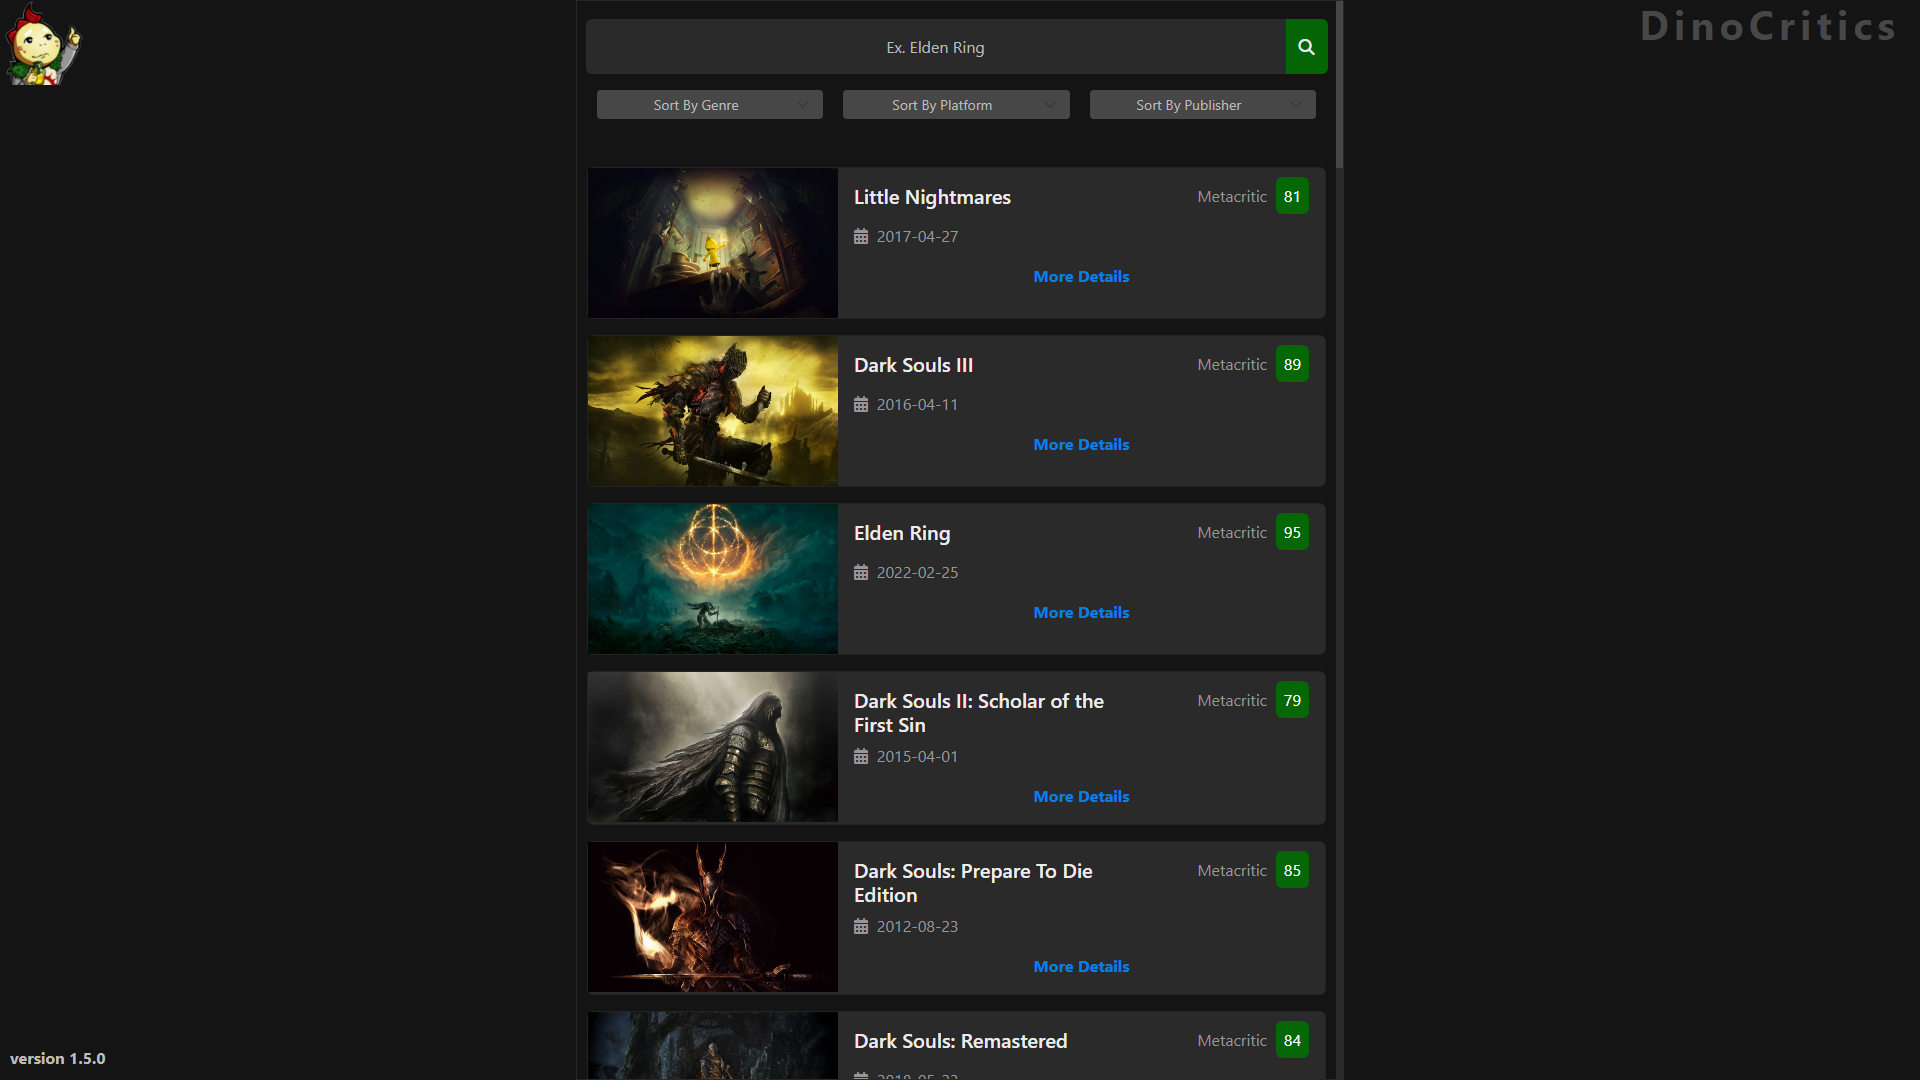 DinoCritics
Ex. Elden Ring
Sort By Genre
Sort By Platform
Sort By Publisher
Little Nightmares
Metacritic 81
2017-04-27
More Details
Dark Souls III
Metacritic 89
2016-04-11
More Details
Elden Ring
Metacritic 95
2022-02-25
More Details
Dark Souls II: Scholar of the
First Sin
Metacritic 79
2015-04-01
More Details
Dark Souls: Prepare To Die
Edition
Metacritic 85
2012-08-23
More Details
Dark Souls: Remastered
Metacritic 84
version 1.5.0